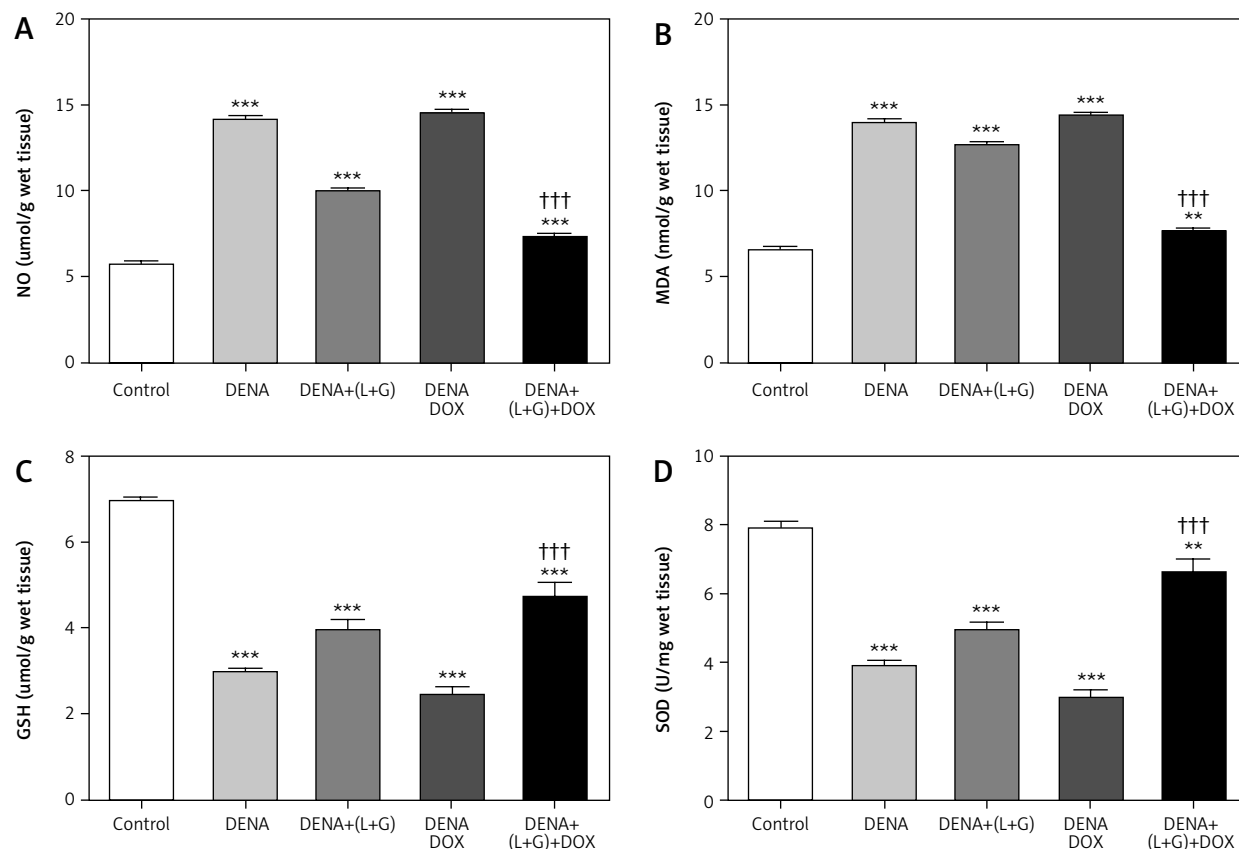 A
NO (umol/g wet tissue)
20
15
10
5
0
***
***
***
†††
***
Control
DENA
DENA+(L+G)
DENA
DOX
DENA+
(L+G)+DOX
B
MDA (nmol/g wet tissue)
20
15
10
5
0
***
***
***
†††
**
Control
DENA
DENA+(L+G)
DENA
DOX
DENA+
(L+G)+DOX
C
GSH (umol/g wet tissue)
8
6
4
2
0
***
***
***
†††
***
Control
DENA
DENA+(L+G)
DENA
DOX
DENA+
(L+G)+DOX
D
SOD (U/mg wet tissue)
10
8
6
4
2
0
***
***
***
†††
**
Control
DENA
DENA+(L+G)
DENA
DOX
DENA+
(L+G)+DOX